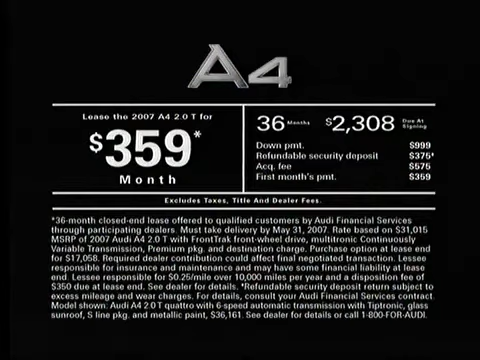 A4
Lease the 2007 A4 2.0 T for
$359*
Month
36 Months $2,308 Due At Signing
Down pmt. $999
Refundable security deposit $375‡
Acq. fee $575
First month's pmt. $359
Excludes Taxes, Title And Dealer Fees.
*36-month closed-end lease offered to qualified customers by Audi Financial Services
through participating dealers. Must take delivery by May 31, 2007. Rate based on $31,015
MSRP of 2007 Audi A4 2.0 T with FrontTrak front-wheel drive, multitronic Continuously
Variable Transmission, Premium pkg. and destination charge. Purchase option at lease end
for $17,058. Required dealer contribution could affect final negotiated transaction. Lessee
responsible for insurance and maintenance and may have some financial liability at lease
end. Lessee responsible for $0.25/mile over 10,000 miles per year and a disposition fee of
$350 due at lease end. See dealer for details. ‡Refundable security deposit return subject to
excess mileage and wear charges. For details, consult your Audi Financial Services contract.
Model shown: Audi A4 2.0T quattro with 6-speed automatic transmission with Tiptronic, glass
sunroof, S line pkg. and metallic paint, $36,161. See dealer for details or call 1-800-FOR-AUDI.